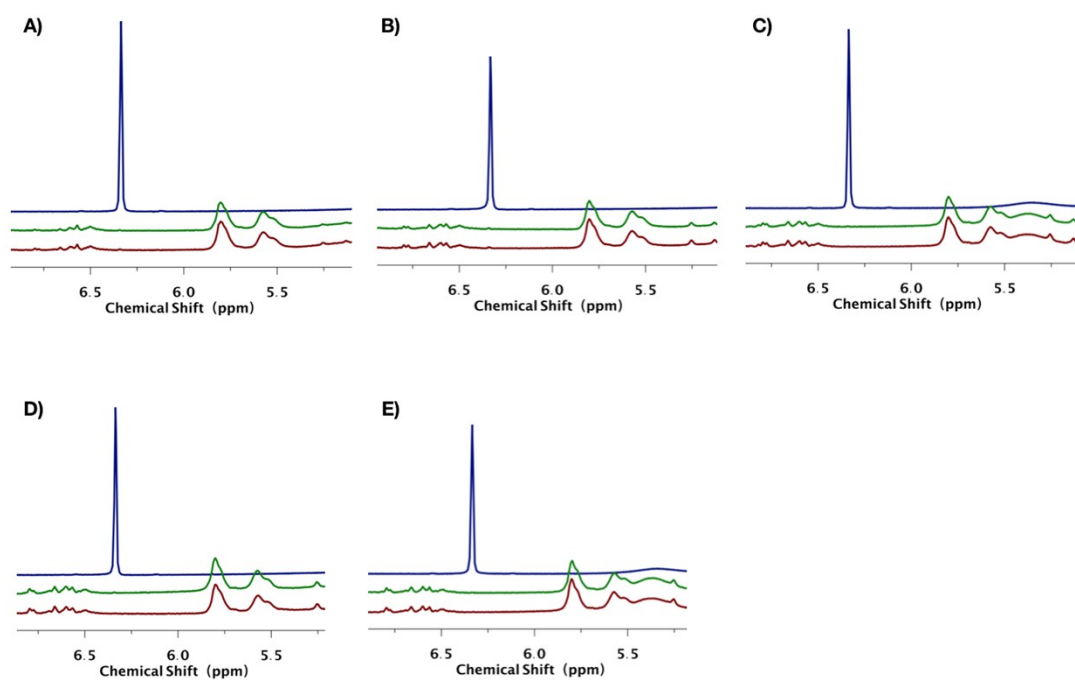 A)
B)
C)
6.5 6.0 5.5
Chemical Shift (ppm)
6.5 6.0 5.5
Chemical Shift (ppm)
6.5 6.0 5.5
Chemical Shift (ppm)
D)
E)
6.5 6.0 5.5
Chemical Shift (ppm)
6.5 6.0 5.5
Chemical Shift (ppm)